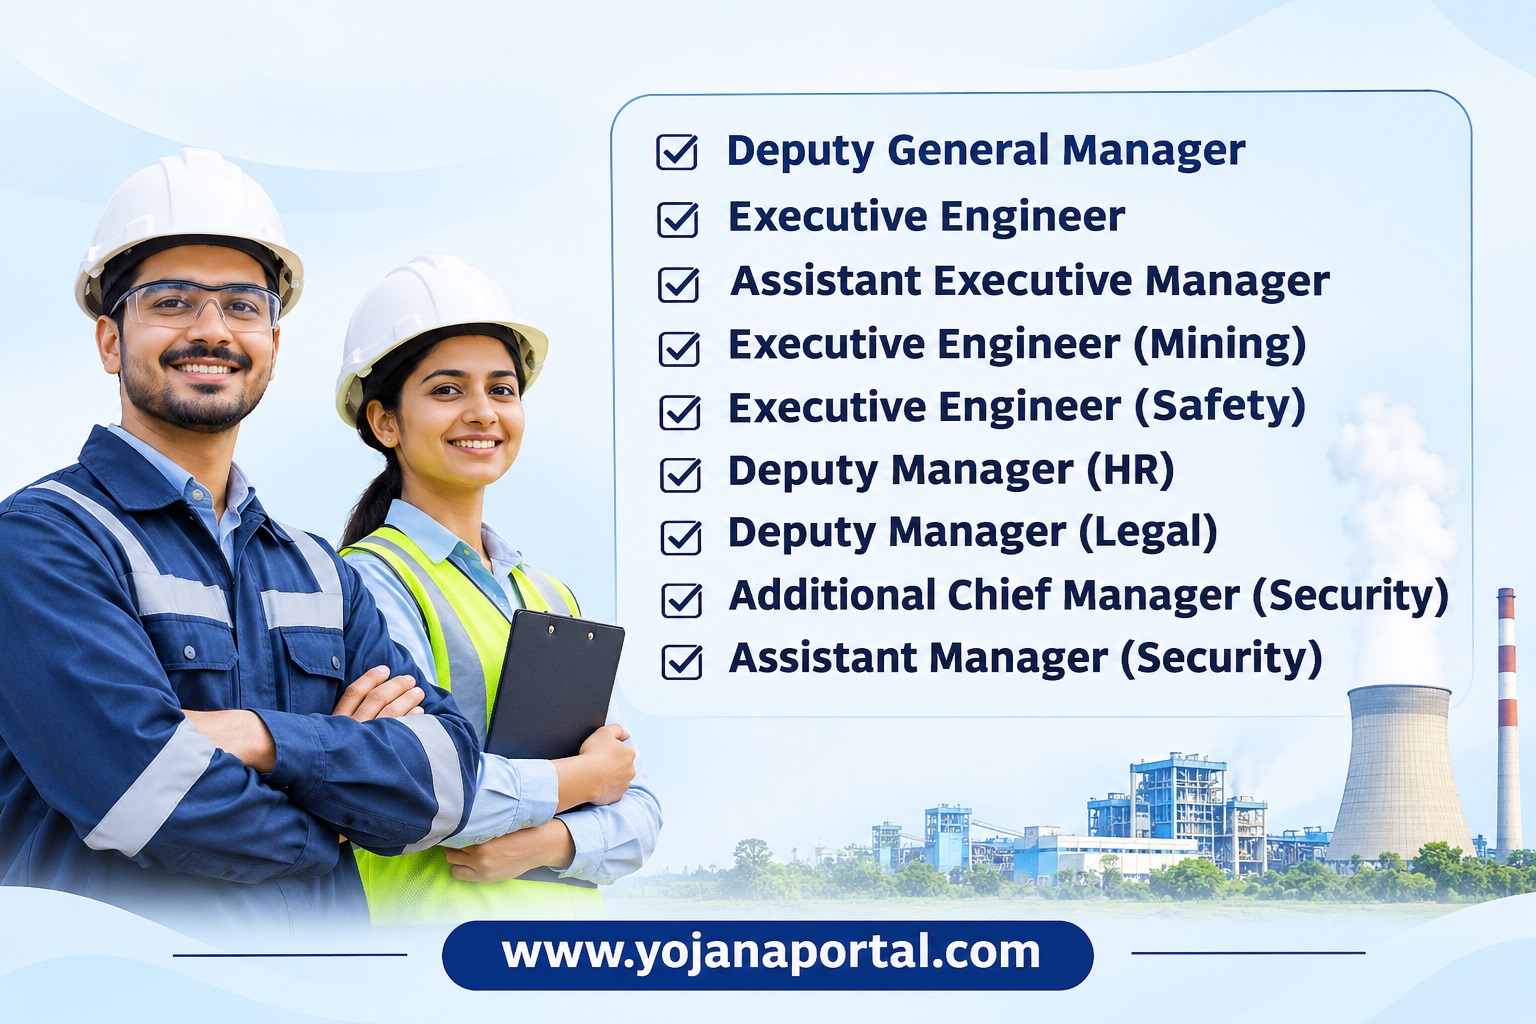 Deputy General Manager
Executive Engineer
Assistant Executive Manager
Executive Engineer (Mining)
Executive Engineer (Safety)
Deputy Manager (HR)
Deputy Manager (Legal)
Additional Chief Manager (Security)
Assistant Manager (Security)
www.yojanaportal.com